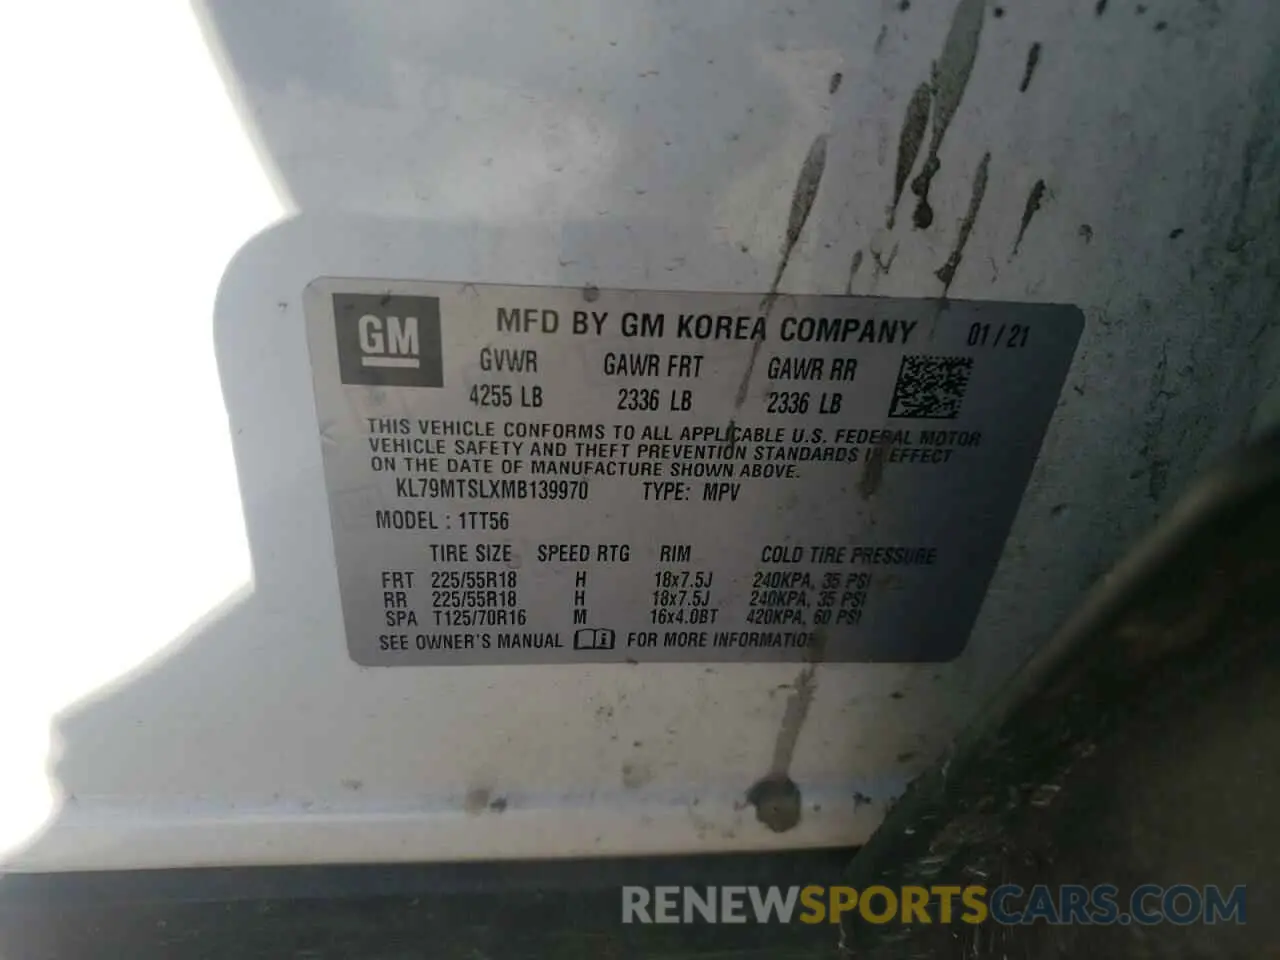 GM
MFD BY GM KOREA COMPANY 01/21
GVWR GAWR FRT GAWR RR
4255 LB 2336 LB 2336 LB
THIS VEHICLE CONFORMS TO ALL APPLICABLE U.S. FEDERAL MOTOR
VEHICLE SAFETY AND THEFT PREVENTION STANDARDS IN EFFECT
ON THE DATE OF MANUFACTURE SHOWN ABOVE.
KL79MTSLXMB139970 TYPE: MPV
MODEL : 1TT56
TIRE SIZE SPEED RTG RIM COLD TIRE PRESSURE
FRT 225/55R18 H 18x7.5J 240KPA, 35 PSI
RR 225/55R18 H 18x7.5J 240KPA, 35 PSI
SPA T125/70R16 M 16x4.0BT 420KPA, 60 PSI
SEE OWNER'S MANUAL FOR MORE INFORMATION
RENEWSPORTSCARS.COM